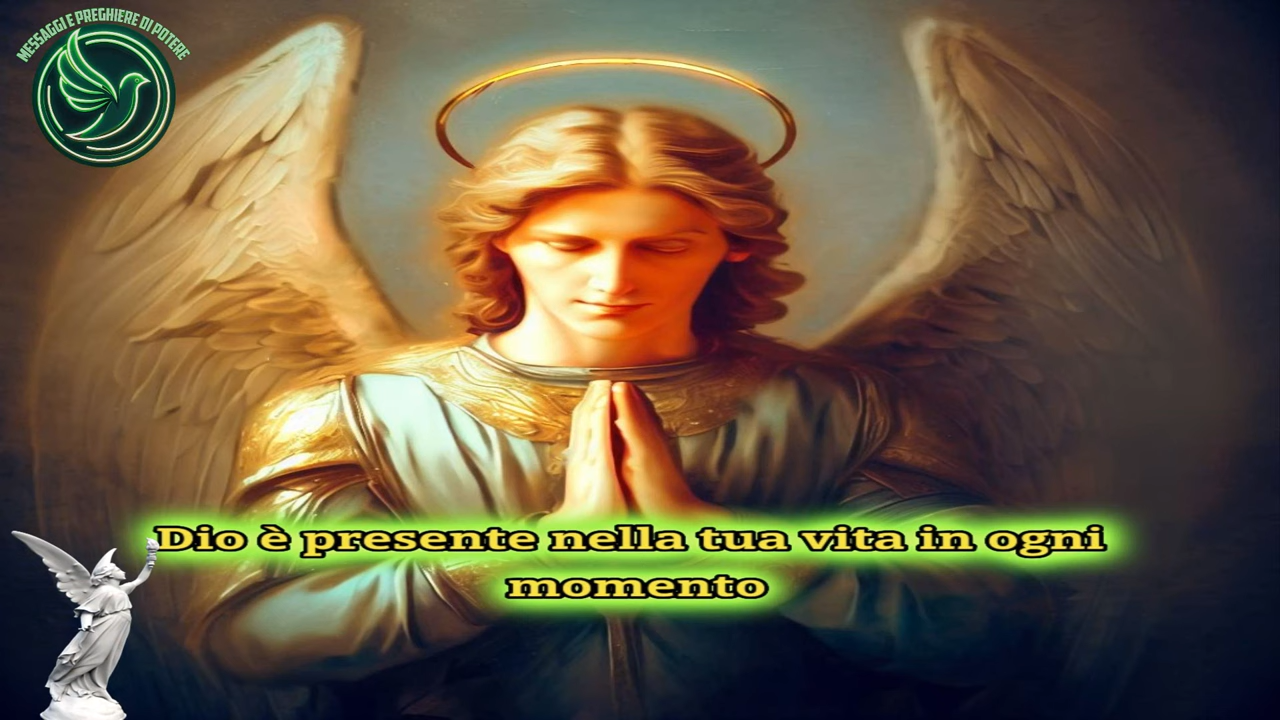 MESSAGGI E PREGHIERE DI POTERE
Dio è presente nella tua vita in ogni
momento